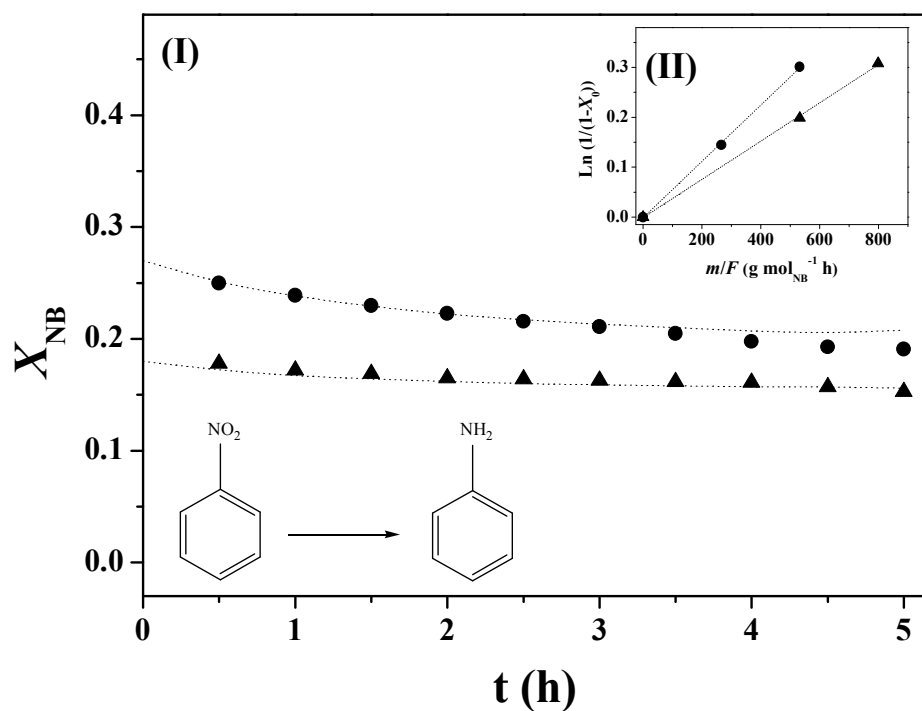 (I)
X_NB
0.4
0.3
0.2
0.1
0.0
0 1 2 3 4 5
t (h)
NO₂
NH₂
(II)
Ln (1/(1-X₀))
0.3
0.2
0.1
0.0
0 200 400 600 800
m/F (g mol_NB⁻¹ h)